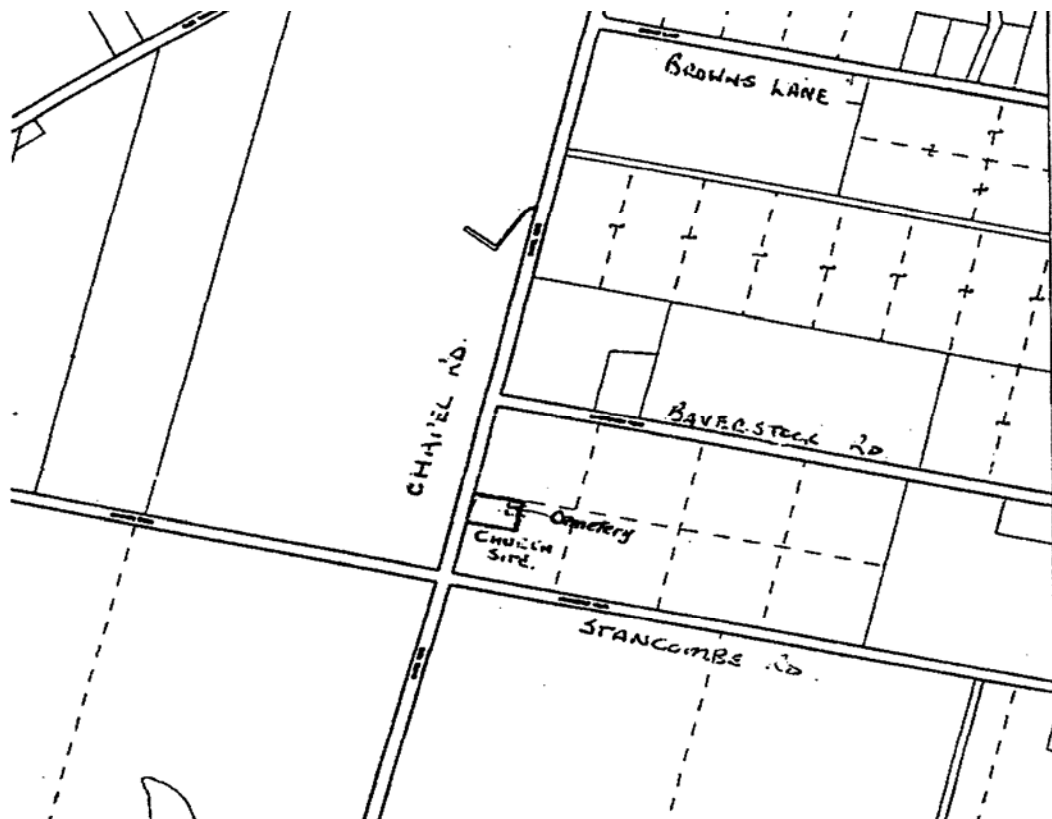 BROWNS LANE
CHAPEL RD.
BAVERSTOCK RD
Cemetery
CHURCH
SITE.
STANCOMBE RD.